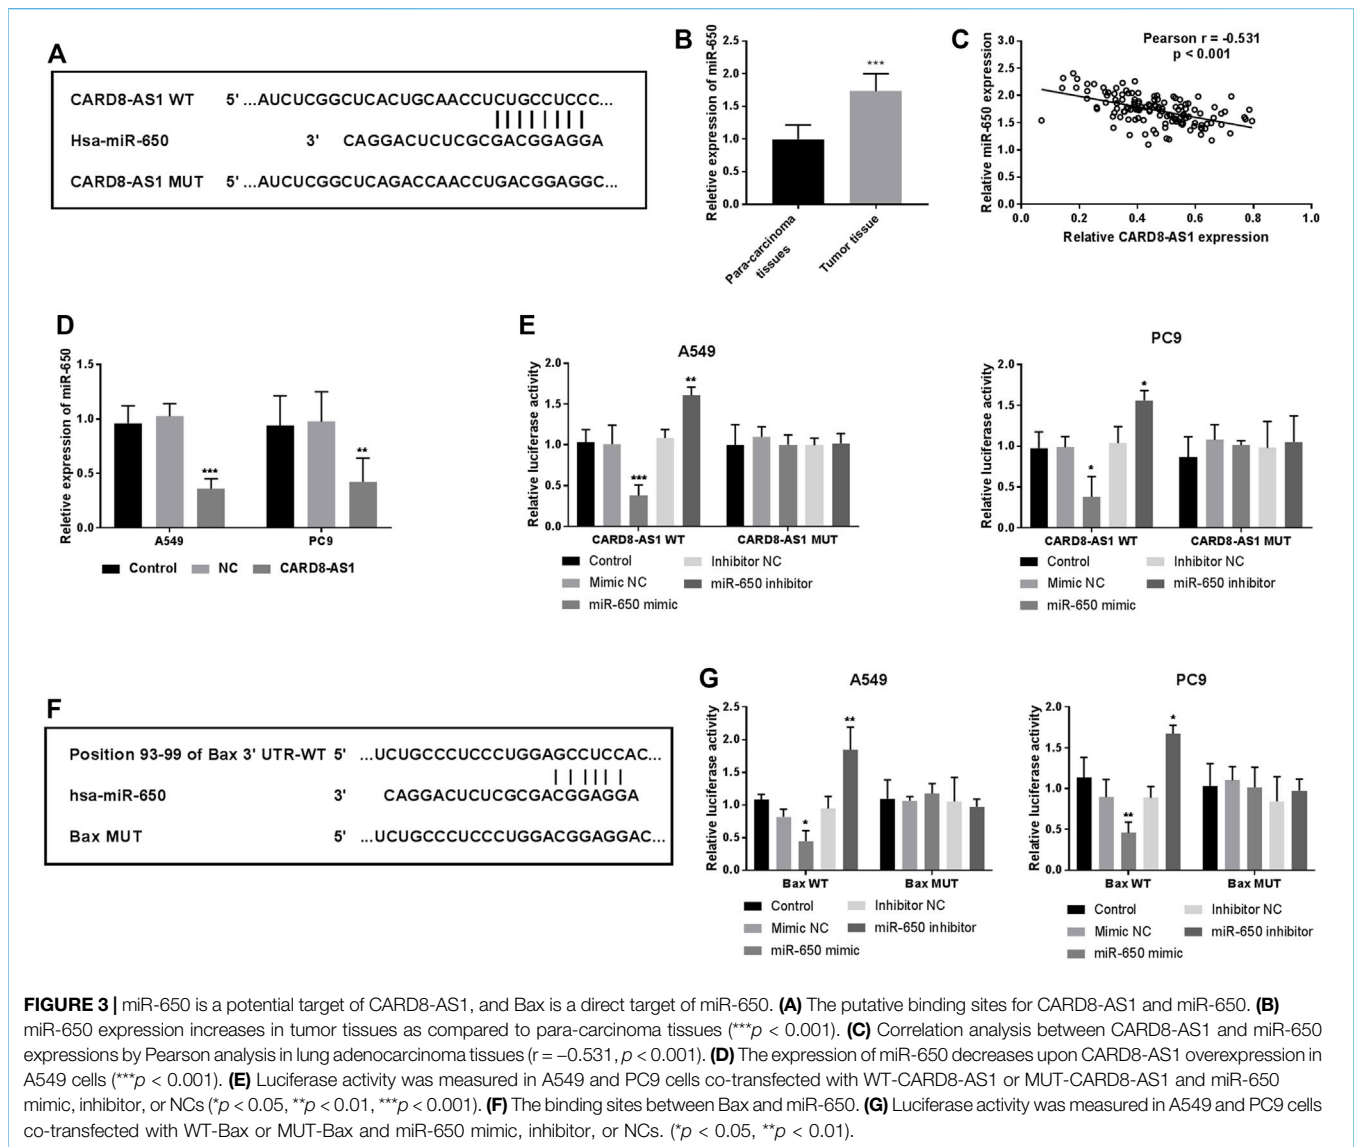 A
CARD8-AS1 WT 5' ...AUCUCGGCUCACUGCAACCUCUGCCUCCC...
Hsa-miR-650 3' CAGGACUCUCGCGACGGAGGA
CARD8-AS1 MUT 5' ...AUCUCGGCUCAGACCAACCUGACGGAGGC...
B
Reletive expression of miR-650
2.5
2.0
1.5
1.0
0.5
0.0
***
Para-carcinoma
tissues
Tumor tissue
C
Relative miR-650 expression
3.0
2.5
2.0
1.5
1.0
0.5
0.0
Pearson r = -0.531
p < 0.001
0.0 0.2 0.4 0.6 0.8 1.0
Relative CARD8-AS1 expression
D
Reletive expression of miR-650
1.5
1.0
0.5
0.0
***
**
A549 PC9
Control NC CARD8-AS1
E
A549
Relative luciferase activity
2.0
1.5
1.0
0.5
0.0
***
**
CARD8-AS1 WT CARD8-AS1 MUT
Control Inhibitor NC
Mimic NC miR-650 inhibitor
miR-650 mimic
PC9
Relative luciferase activity
2.0
1.5
1.0
0.5
0.0
*
*
CARD8-AS1 WT CARD8-AS1 MUT
Control Inhibitor NC
Mimic NC miR-650 inhibitor
miR-650 mimic
F
Position 93-99 of Bax 3' UTR-WT 5' ...UCUGCCCUCCCUGGAGCCUCCAC...
hsa-miR-650 3' CAGGACUCUCGCGACGGAGGA
Bax MUT 5' ...UCUGCCCUCCCUGGACGGAGGAC...
G
A549
Relative luciferase activity
2.5
2.0
1.5
1.0
0.5
0.0
*
**
Bax WT Bax MUT
Control Inhibitor NC
Mimic NC miR-650 inhibitor
miR-650 mimic
PC9
Relative luciferase activity
2.0
1.5
1.0
0.5
0.0
**
*
Bax WT Bax MUT
Control Inhibitor NC
Mimic NC miR-650 inhibitor
miR-650 mimic
FIGURE 3 | miR-650 is a potential target of CARD8-AS1, and Bax is a direct target of miR-650. (A) The putative binding sites for CARD8-AS1 and miR-650. (B)
miR-650 expression increases in tumor tissues as compared to para-carcinoma tissues (***p < 0.001). (C) Correlation analysis between CARD8-AS1 and miR-650
expressions by Pearson analysis in lung adenocarcinoma tissues (r = −0.531, p < 0.001). (D) The expression of miR-650 decreases upon CARD8-AS1 overexpression in
A549 cells (***p < 0.001). (E) Luciferase activity was measured in A549 and PC9 cells co-transfected with WT-CARD8-AS1 or MUT-CARD8-AS1 and miR-650
mimic, inhibitor, or NCs (*p < 0.05, **p < 0.01, ***p < 0.001). (F) The binding sites between Bax and miR-650. (G) Luciferase activity was measured in A549 and PC9 cells
co-transfected with WT-Bax or MUT-Bax and miR-650 mimic, inhibitor, or NCs. (*p < 0.05, **p < 0.01).